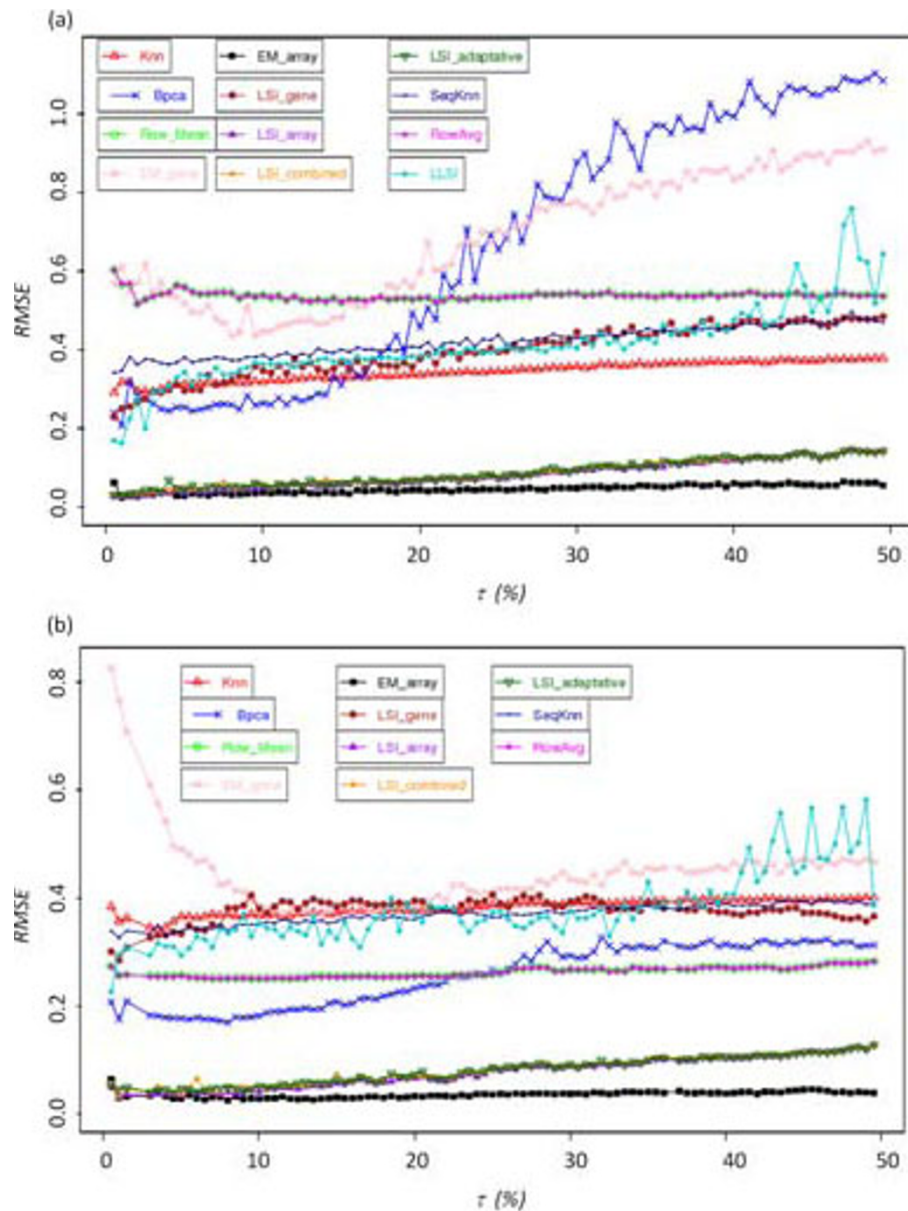 (a)
Knn
EM_array
LSI_adaptative
Bpca
LSI_gene
SeqKnn
Row_Mean
LSI_array
RowAvg
EM_gene
LSI_combined
LLSI
RMSE
0.0
0.2
0.4
0.6
0.8
1.0
0 10 20 30 40 50
τ (%)
(b)
Knn
EM_array
LSI_adaptative
Bpca
LSI_gene
SeqKnn
Row_Mean
LSI_array
RowAvg
EM_gene
LSI_combined
RMSE
0.0
0.2
0.4
0.6
0.8
0 10 20 30 40 50
τ (%)